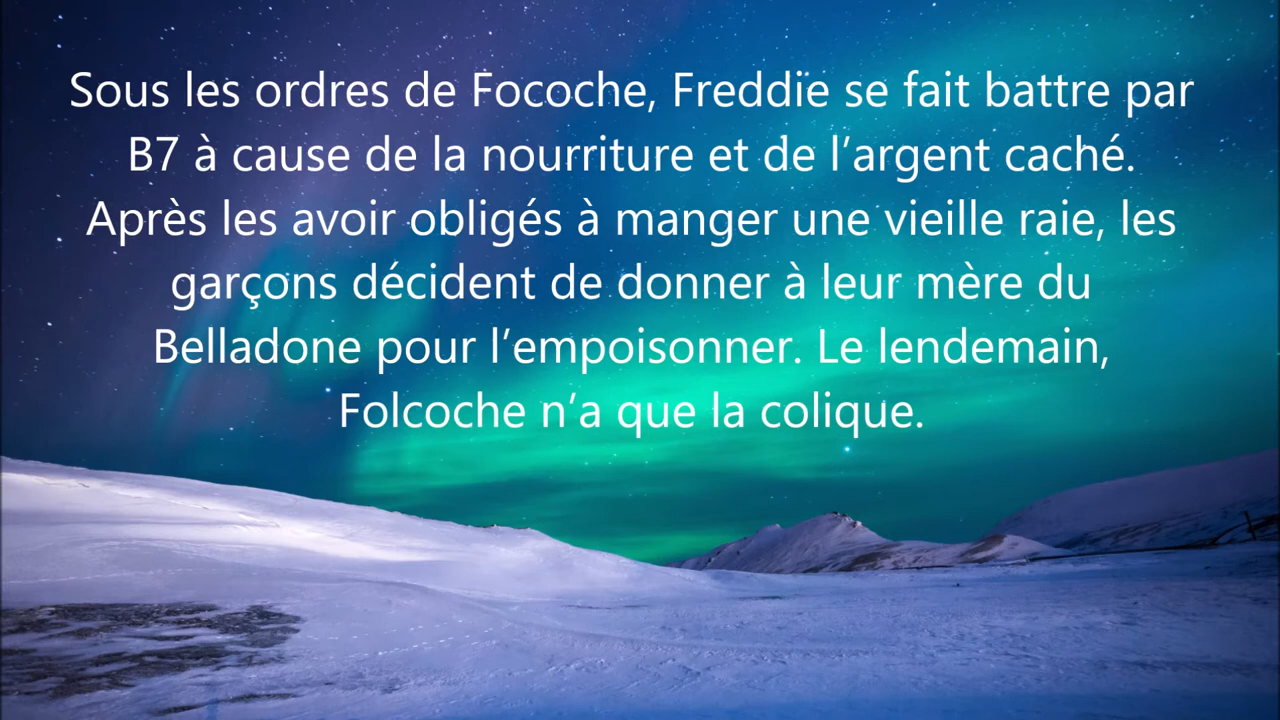 Sous les ordres de Focoche, Freddie se fait battre par
B7 à cause de la nourriture et de l’argent caché.
Après les avoir obligés à manger une vieille raie, les
garçons décident de donner à leur mère du
Belladone pour l’empoisonner. Le lendemain,
Folcoche n’a que la colique.